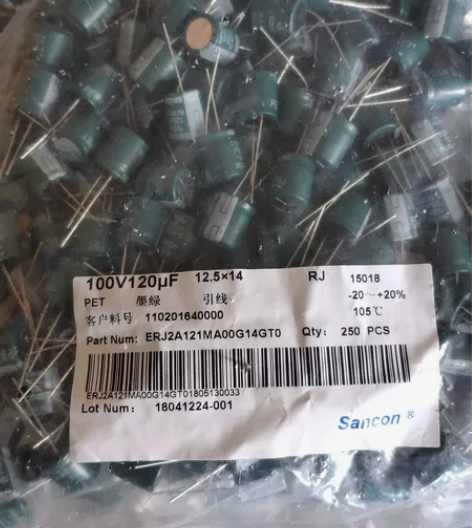 100V120µF 12.5×14 RJ 15018
PET 墨绿 引线 -20~+20%
客户料号 110201640000 105℃
Part Num: ERJ2A121MA00G14GT0 Qty: 250 PCS
ERJ2A121MA00G14GT01805130033
Lot Num: 18041224-001
Sancon ®